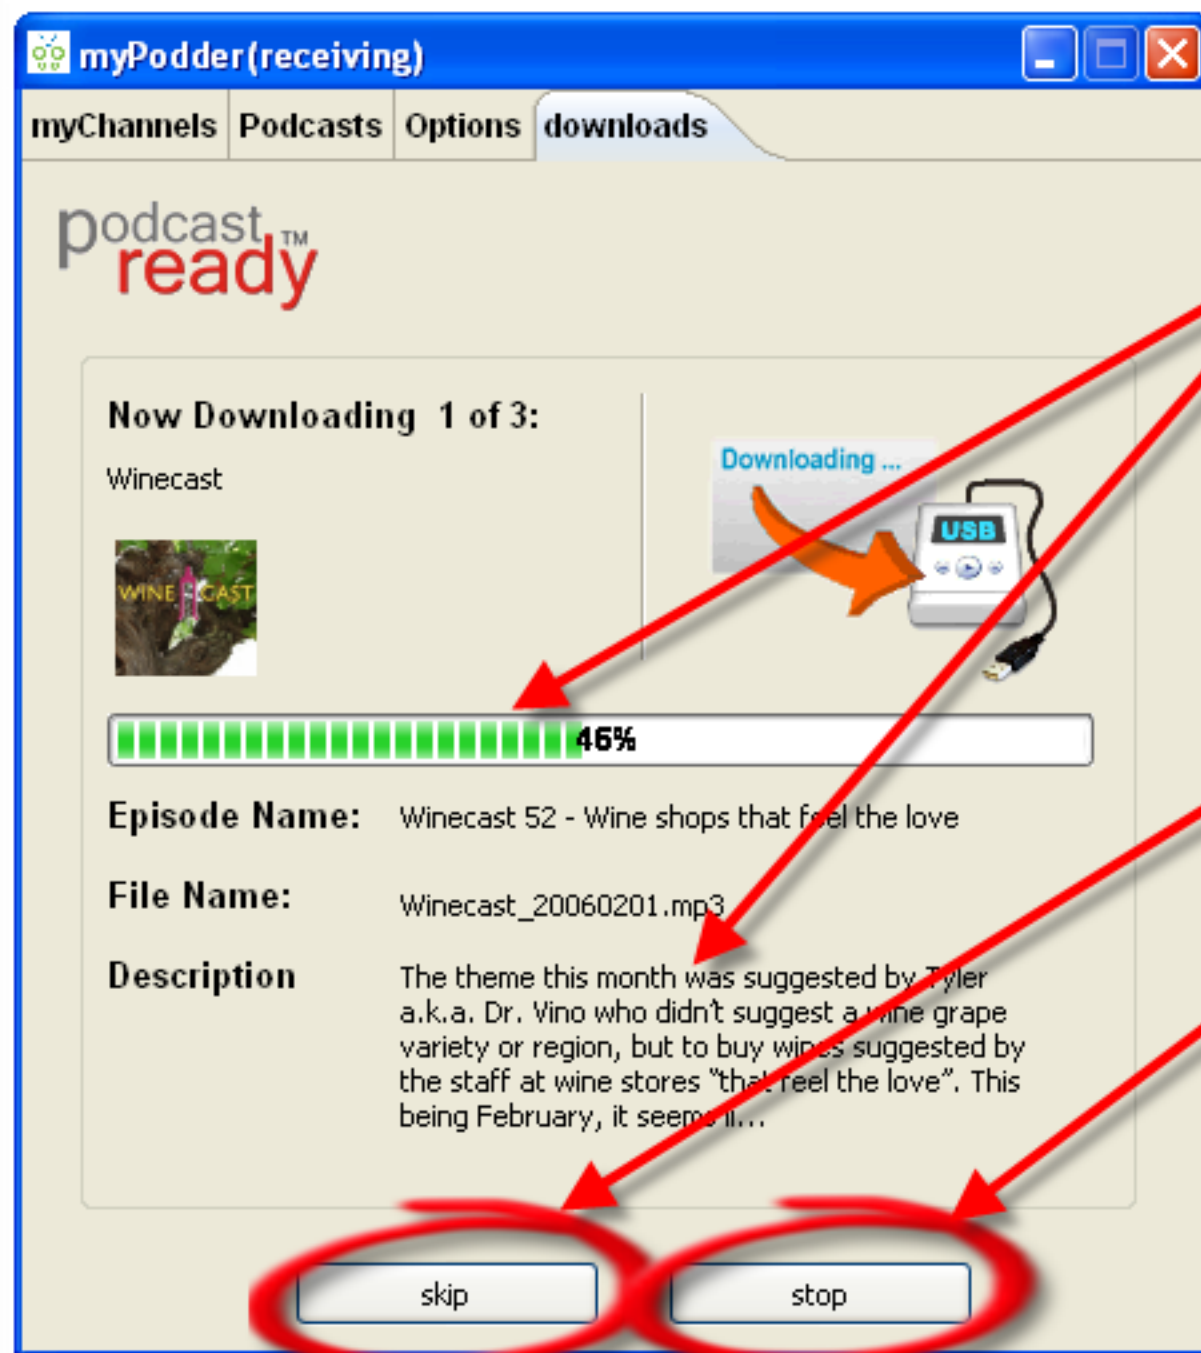 myPodder(receiving)
myChannels Podcasts Options downloads
podcast™
ready
Now Downloading 1 of 3:
Winecast
Downloading ...
USB
WINE CAST
46%
Episode Name: Winecast 52 - Wine shops that feel the love
File Name: Winecast_20060201.mp3
Description The theme this month was suggested by Tyler
a.k.a. Dr. Vino who didn't suggest a wine grape
variety or region, but to buy wines suggested by
the staff at wine stores "that feel the love". This
being February, it seems
skip stop